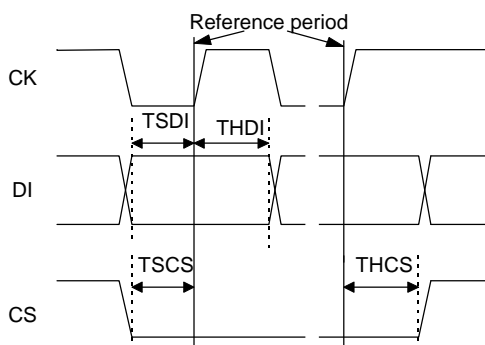 Reference period
CK
TSDI
THDI
DI
TSCS
THCS
CS